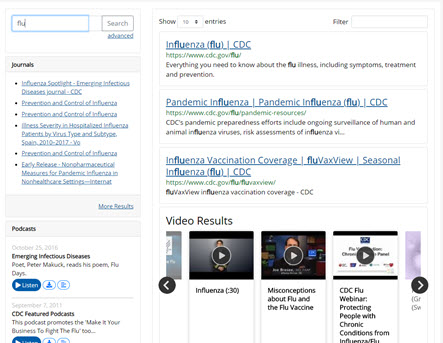 flu
Search
advanced
Journals
Influenza Spotlight - Emerging Infectious
Diseases journal - CDC
Prevention and Control of Influenza
Prevention and Control of Influenza
Illness Severity in Hospitalized Influenza
Patients by Virus Type and Subtype,
Spain, 2010–2017 - Vo
Prevention and Control of Influenza
Early Release - Nonpharmaceutical
Measures for Pandemic Influenza in
Nonhealthcare Settings—Internat
More Results
Podcasts
October 25, 2016
Emerging Infectious Diseases
Poet, Peter Makuck, reads his poem, Flu
Days.
Listen
September 7, 2011
CDC Featured Podcasts
This podcast promotes the 'Make it Your
Business To Fight The Flu' too...
Show 10 entries
Filter
Influenza (flu) | CDC
https://www.cdc.gov/flu/
Everything you need to know about the flu illness, including symptoms, treatment
and prevention.
Pandemic Influenza | Pandemic Influenza (flu) | CDC
https://www.cdc.gov/flu/pandemic-resources/
CDC's pandemic preparedness efforts include ongoing surveillance of human and
animal influenza viruses, risk assessments of influenza vi...
Influenza Vaccination Coverage | fluVaxView | Seasonal
Influenza (flu) | CDC
https://www.cdc.gov/flu/fluvaxview/
fluVaxView influenza vaccination coverage - CDC
Video Results
Influenza (:30)
Misconceptions
about Flu and
the Flu Vaccine
CDC Flu
Webinar:
Protecting
People with
Chronic
Conditions from
Influenza/Flu